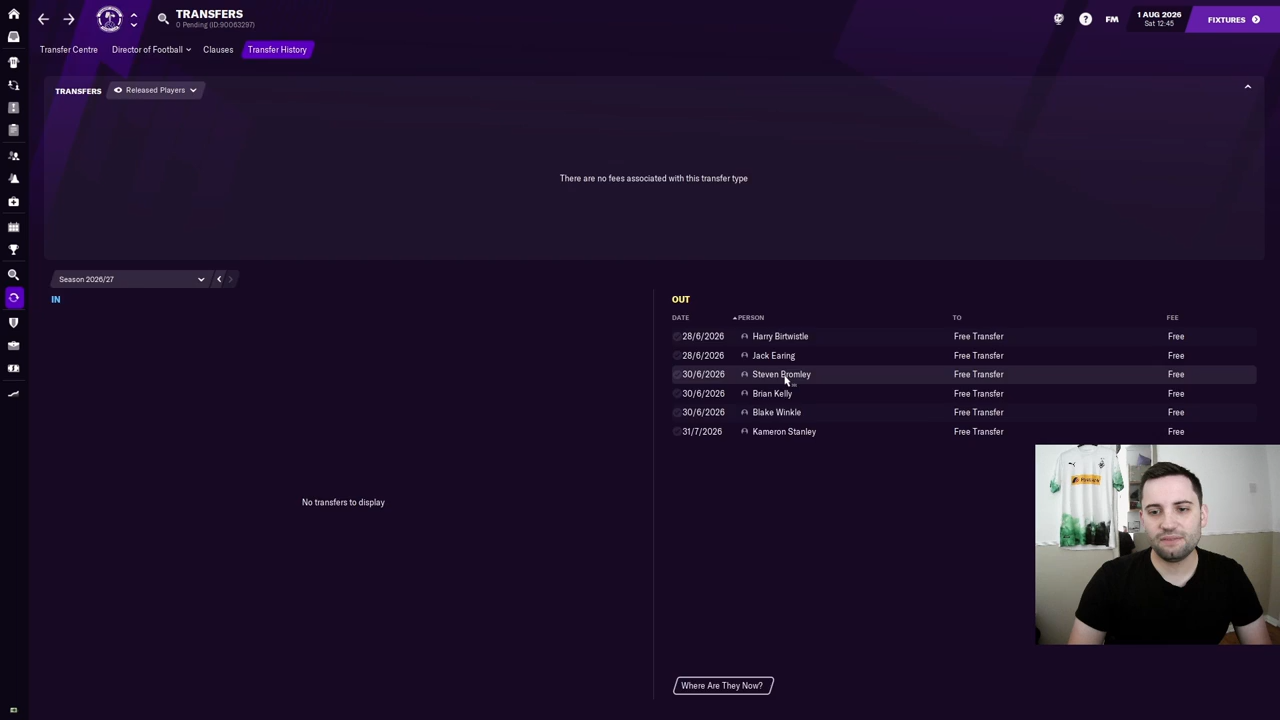 TRANSFERS
0 Pending (ID:90063297)
FM
1 AUG 2026
Sat 12:45
FIXTURES
Transfer Centre
Director of Football
Clauses
Transfer History
TRANSFERS
Released Players
There are no fees associated with this transfer type
Season 2026/27
IN
No transfers to display
OUT
DATE PERSON TO FEE
28/6/2026 Harry Birtwistle Free Transfer Free
28/6/2026 Jack Earing Free Transfer Free
30/6/2026 Steven Bromley Free Transfer Free
30/6/2026 Brian Kelly Free Transfer Free
30/6/2026 Blake Winkle Free Transfer Free
31/7/2026 Kameron Stanley Free Transfer Free
Where Are They Now?